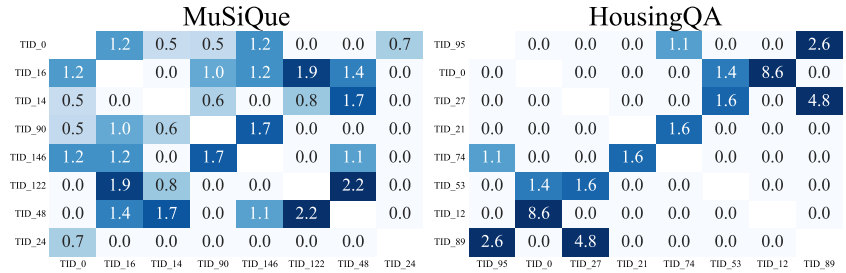 MuSiQue
TID_0 1.2 0.5 0.5 1.2 0.0 0.0 0.7
TID_16 1.2 0.0 1.0 1.2 1.9 1.4 0.0
TID_14 0.5 0.0 0.6 0.0 0.8 1.7 0.0
TID_90 0.5 1.0 0.6 1.7 0.0 0.0 0.0
TID_146 1.2 1.2 0.0 1.7 0.0 1.1 0.0
TID_122 0.0 1.9 0.8 0.0 0.0 2.2 0.0
TID_48 0.0 1.4 1.7 0.0 1.1 2.2 0.0
TID_24 0.7 0.0 0.0 0.0 0.0 0.0 0.0
TID_0 TID_16 TID_14 TID_90 TID_146 TID_122 TID_48 TID_24
HousingQA
TID_95 0.0 0.0 0.0 1.1 0.0 0.0 2.6
TID_0 0.0 0.0 0.0 0.0 1.4 8.6 0.0
TID_27 0.0 0.0 0.0 0.0 1.6 0.0 4.8
TID_21 0.0 0.0 0.0 1.6 0.0 0.0 0.0
TID_74 1.1 0.0 0.0 1.6 0.0 0.0 0.0
TID_53 0.0 1.4 1.6 0.0 0.0 0.0 0.0
TID_12 0.0 8.6 0.0 0.0 0.0 0.0 0.0
TID_89 2.6 0.0 4.8 0.0 0.0 0.0 0.0
TID_95 TID_0 TID_27 TID_21 TID_74 TID_53 TID_12 TID_89